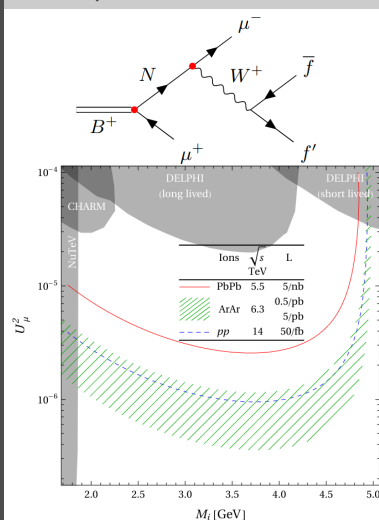 μ⁻
N
W⁺
f̅
B⁺
μ⁺
f′
10⁻⁴
DELPHI
(long lived)
DELPHI
(short lived)
CHARM
NuTeV
Ions √s L
TeV
PbPb 5.5 5/nb
ArAr 6.3 0.5/pb
5/pb
pp 14 50/fb
10⁻⁵
U²μ
10⁻⁶
2.0 2.5 3.0 3.5 4.0 4.5 5.0
Mᵢ [GeV]